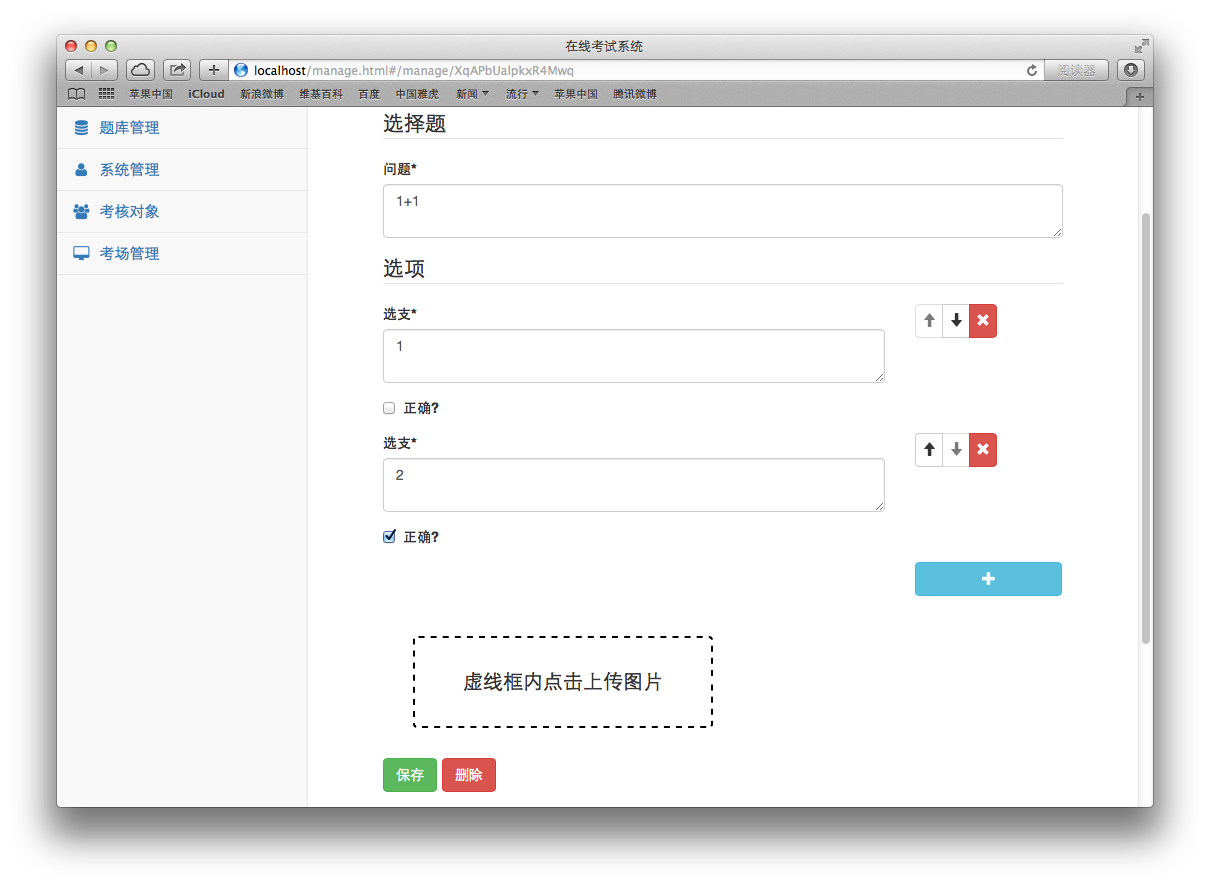 在线考试系统
localhost/manage.html#/manage/XqAPbUalpkxR4Mwq
阅读器
苹果中国 iCloud 新浪微博 维基百科 百度 中国雅虎 新闻 流行 苹果中国 腾讯微博
题库管理
系统管理
考核对象
考场管理
选择题
问题*
1+1
选项
选支*
1
正确?
选支*
2
正确?
虚线框内点击上传图片
保存 删除